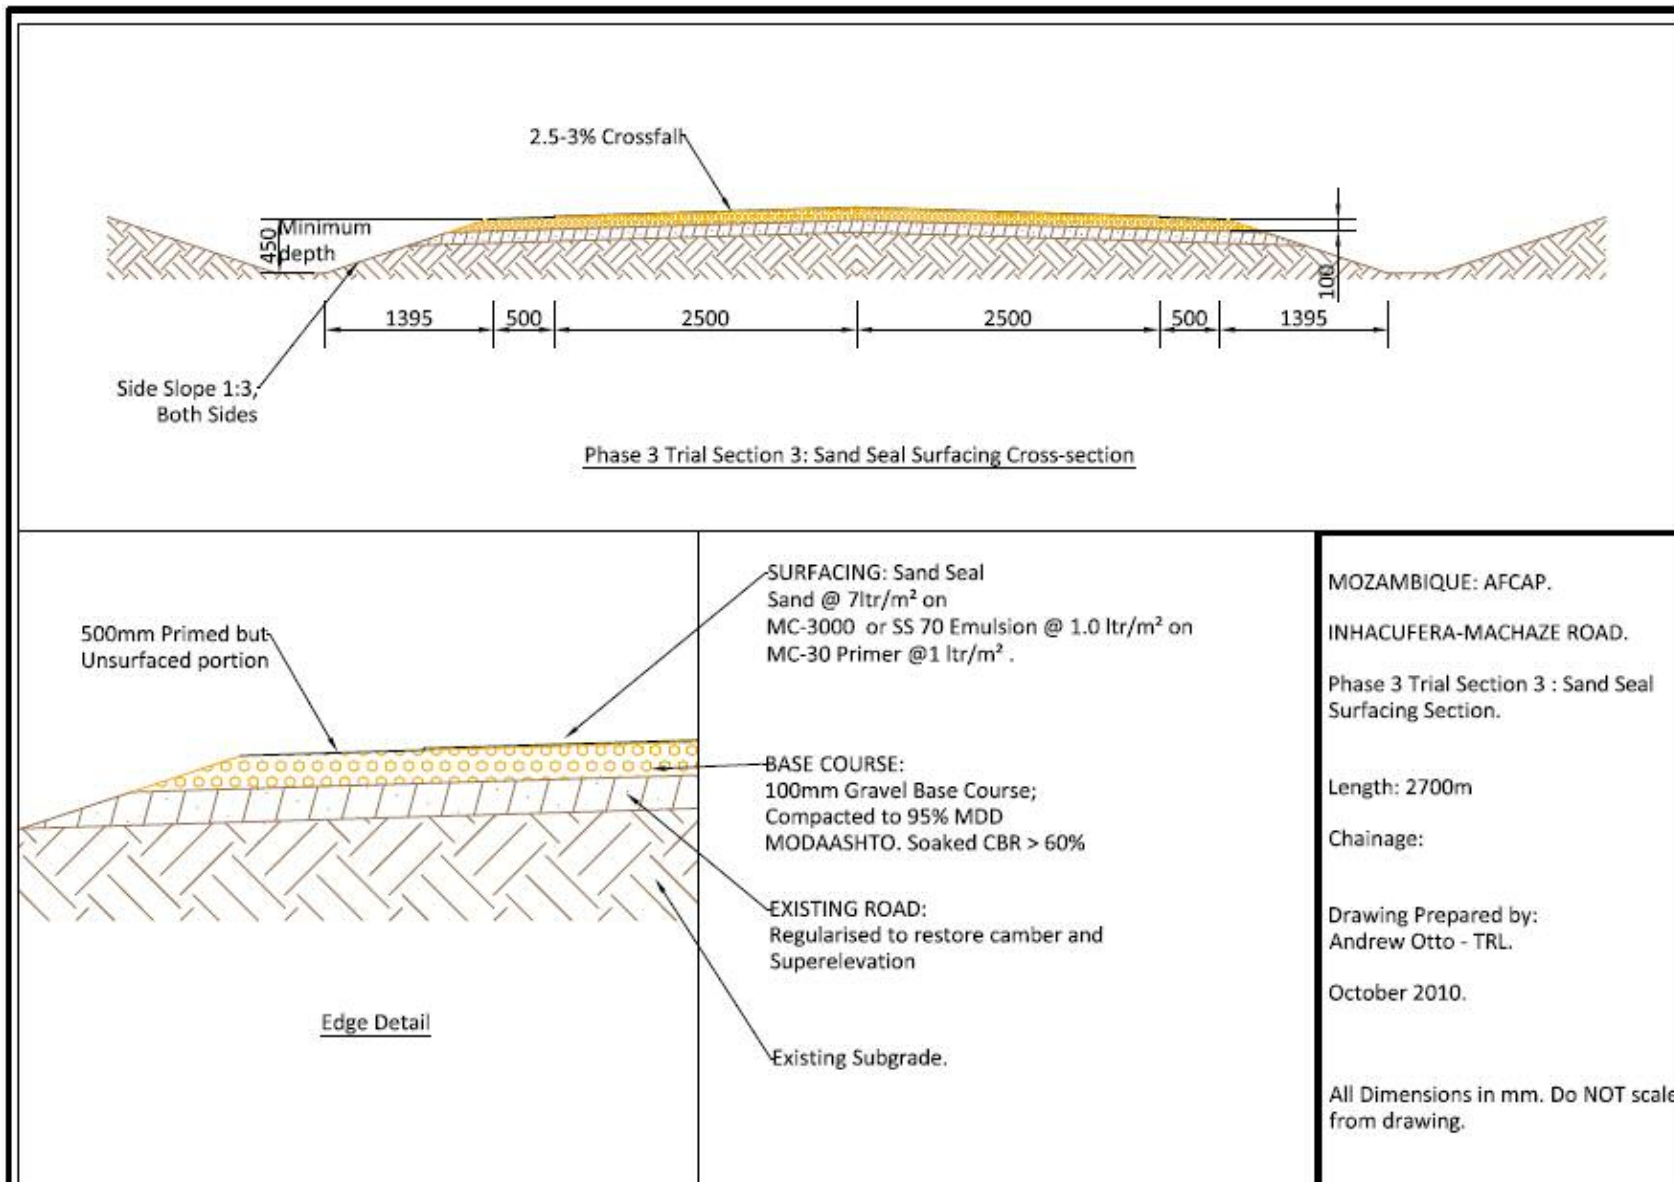 2.5-3% Crossfall
450
Minimum
depth
100
1395
500
2500
2500
500
1395
Side Slope 1:3,
Both Sides
Phase 3 Trial Section 3: Sand Seal Surfacing Cross-section
500mm Primed but
Unsurfaced portion
Edge Detail
SURFACING: Sand Seal
Sand @ 7ltr/m² on
MC-3000 or SS 70 Emulsion @ 1.0 ltr/m² on
MC-30 Primer @1 ltr/m² .
BASE COURSE:
100mm Gravel Base Course;
Compacted to 95% MDD
MODAASHTO. Soaked CBR > 60%
EXISTING ROAD:
Regularised to restore camber and
Superelevation
Existing Subgrade.
MOZAMBIQUE: AFCAP.
INHACUFERA-MACHAZE ROAD.
Phase 3 Trial Section 3 : Sand Seal
Surfacing Section.
Length: 2700m
Chainage:
Drawing Prepared by:
Andrew Otto - TRL.
October 2010.
All Dimensions in mm. Do NOT scale
from drawing.